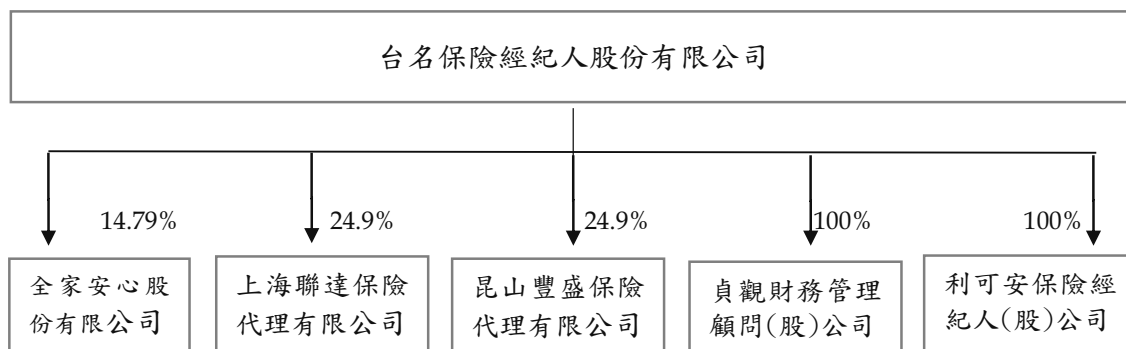 台名保險經紀人股份有限公司
14.79%
24.9%
24.9%
100%
100%
全家安心股
份有限公司
上海聯達保險
代理有限公司
昆山豐盛保險
代理有限公司
貞觀財務管理
顧問(股)公司
利可安保險經
紀人(股)公司